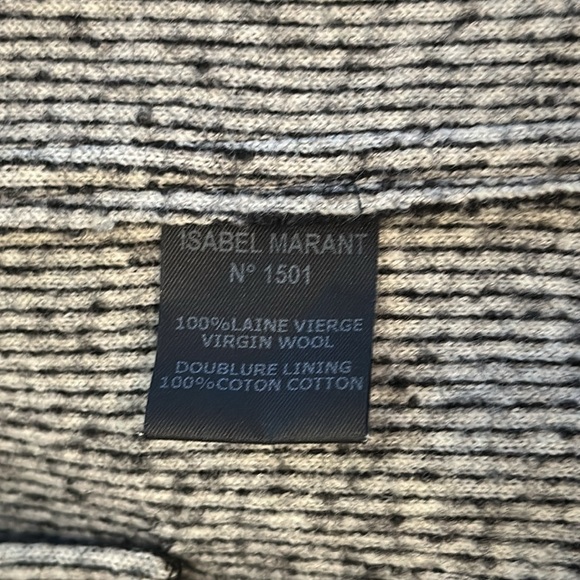 ISABEL MARANT
N° 1501
100%LAINE VIERGE
VIRGIN WOOL
DOUBLURE LINING
100%COTON COTTON